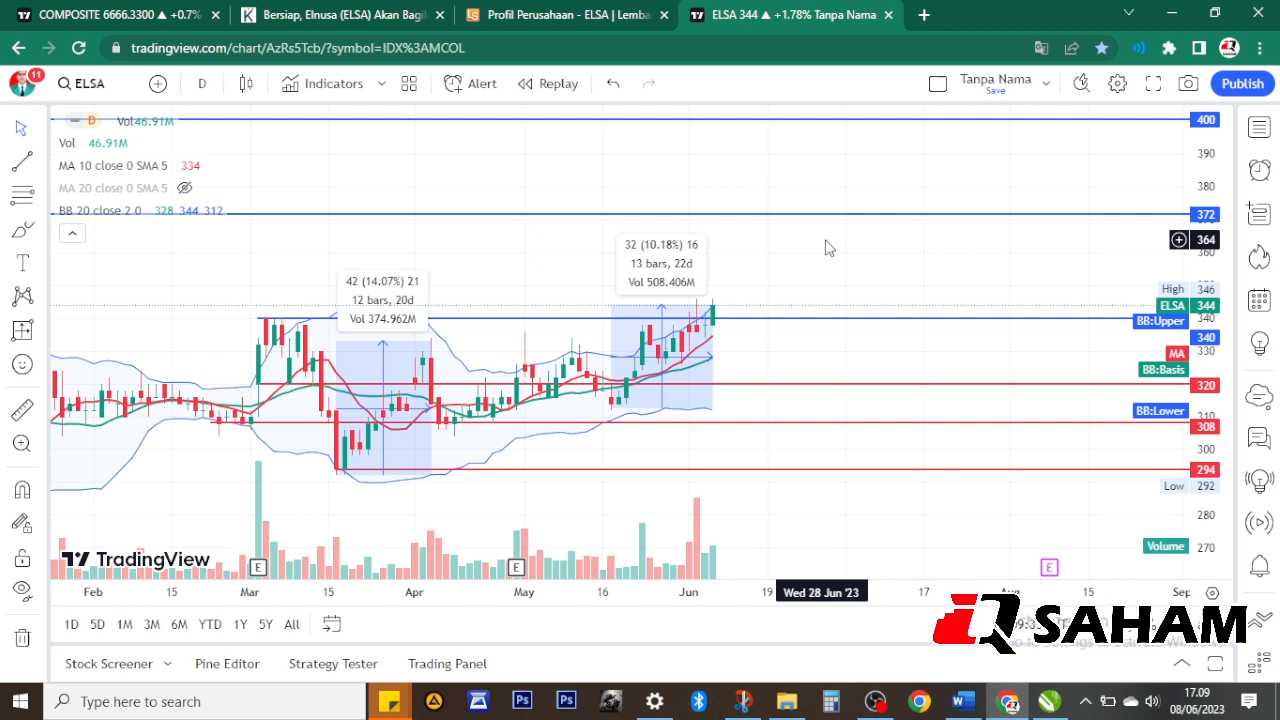 COMPOSITE 6666.3300 ▲ +0.7%
Bersiap, Elnusa (ELSA) Akan Bagi
Profil Perusahaan - ELSA | Lemba
ELSA 344 ▲ +1.78% Tanpa Nama
tradingview.com/chart/AzRs5Tcb/?symbol=IDX%3AMCOL
11
ELSA
D
Indicators
Alert
Replay
Tanpa Nama
Save
Publish
D Vol 46.91M
Vol 46.91M
MA 10 close 0 SMA 5 334
MA 20 close 0 SMA 5
BB 20 close 2.0 328 344 312
42 (14.07%) 21
12 bars, 20d
Vol 374.962M
32 (10.18%) 16
13 bars, 22d
Vol 508.406M
400
390
380
372
364
360
High 346
ELSA 344
340
BB:Upper
340
330
MA
BB:Basis
320
310
BB:Lower
308
300
294
Low 292
280
270
Volume
TradingView
E
E
E
Feb 15 Mar 15 Apr 18 May 16 Jun 19 Wed 28 Jun '23 17 Aug 15 Sep
1D 5D 1M 3M 6M YTD 1Y 5Y All
IQ SAHAM
Stock Screener
Pine Editor
Strategy Tester
Trading Panel
Type here to search
17.09
08/06/2023